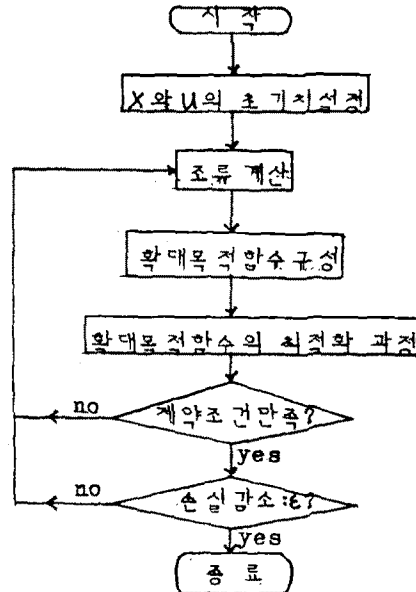 시 작
X와 U의 초기치설정
조류 계산
확대목적함수구성
확대목적함수의 최적화 과정
제약조건만족?
no
yes
손실감소:ε?
no
yes
종 료